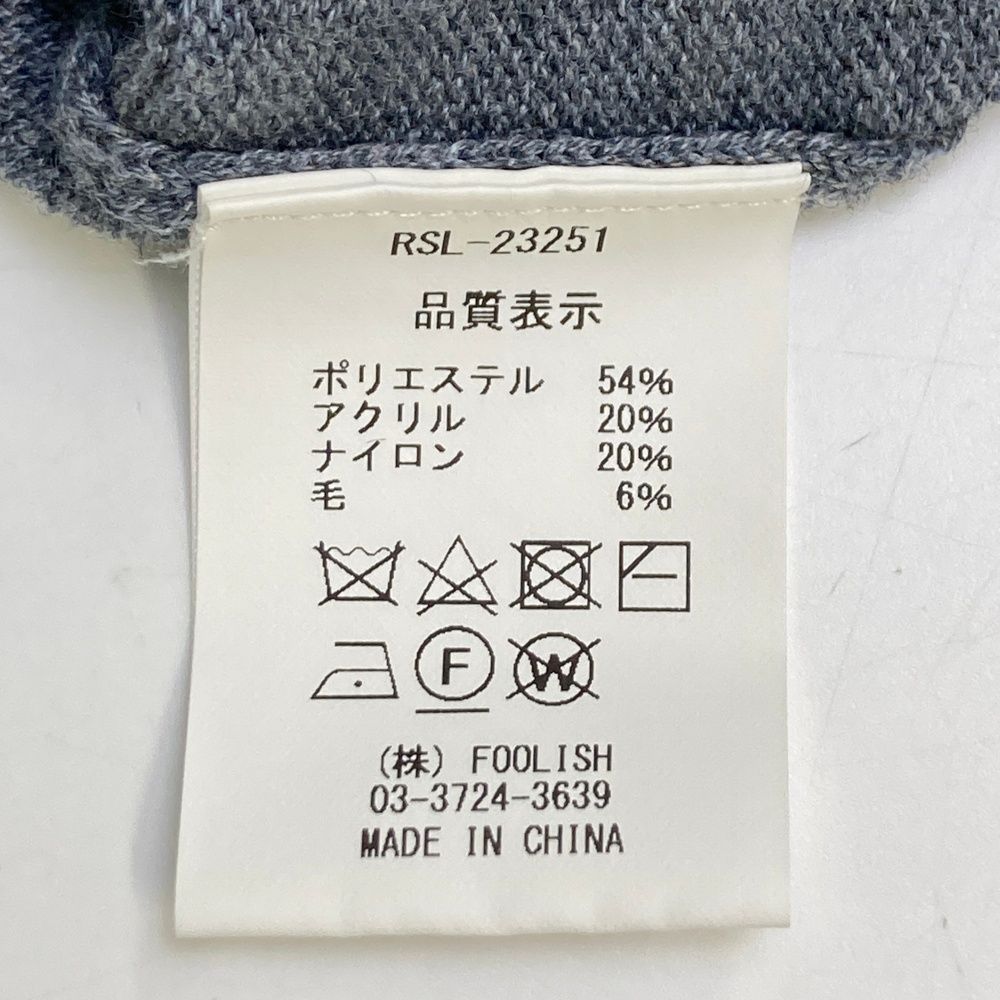 RSL-23251
品質表示
ポリエステル 54%
アクリル 20%
ナイロン 20%
毛 6%
F W
(株) FOOLISH
03-3724-3639
MADE IN CHINA